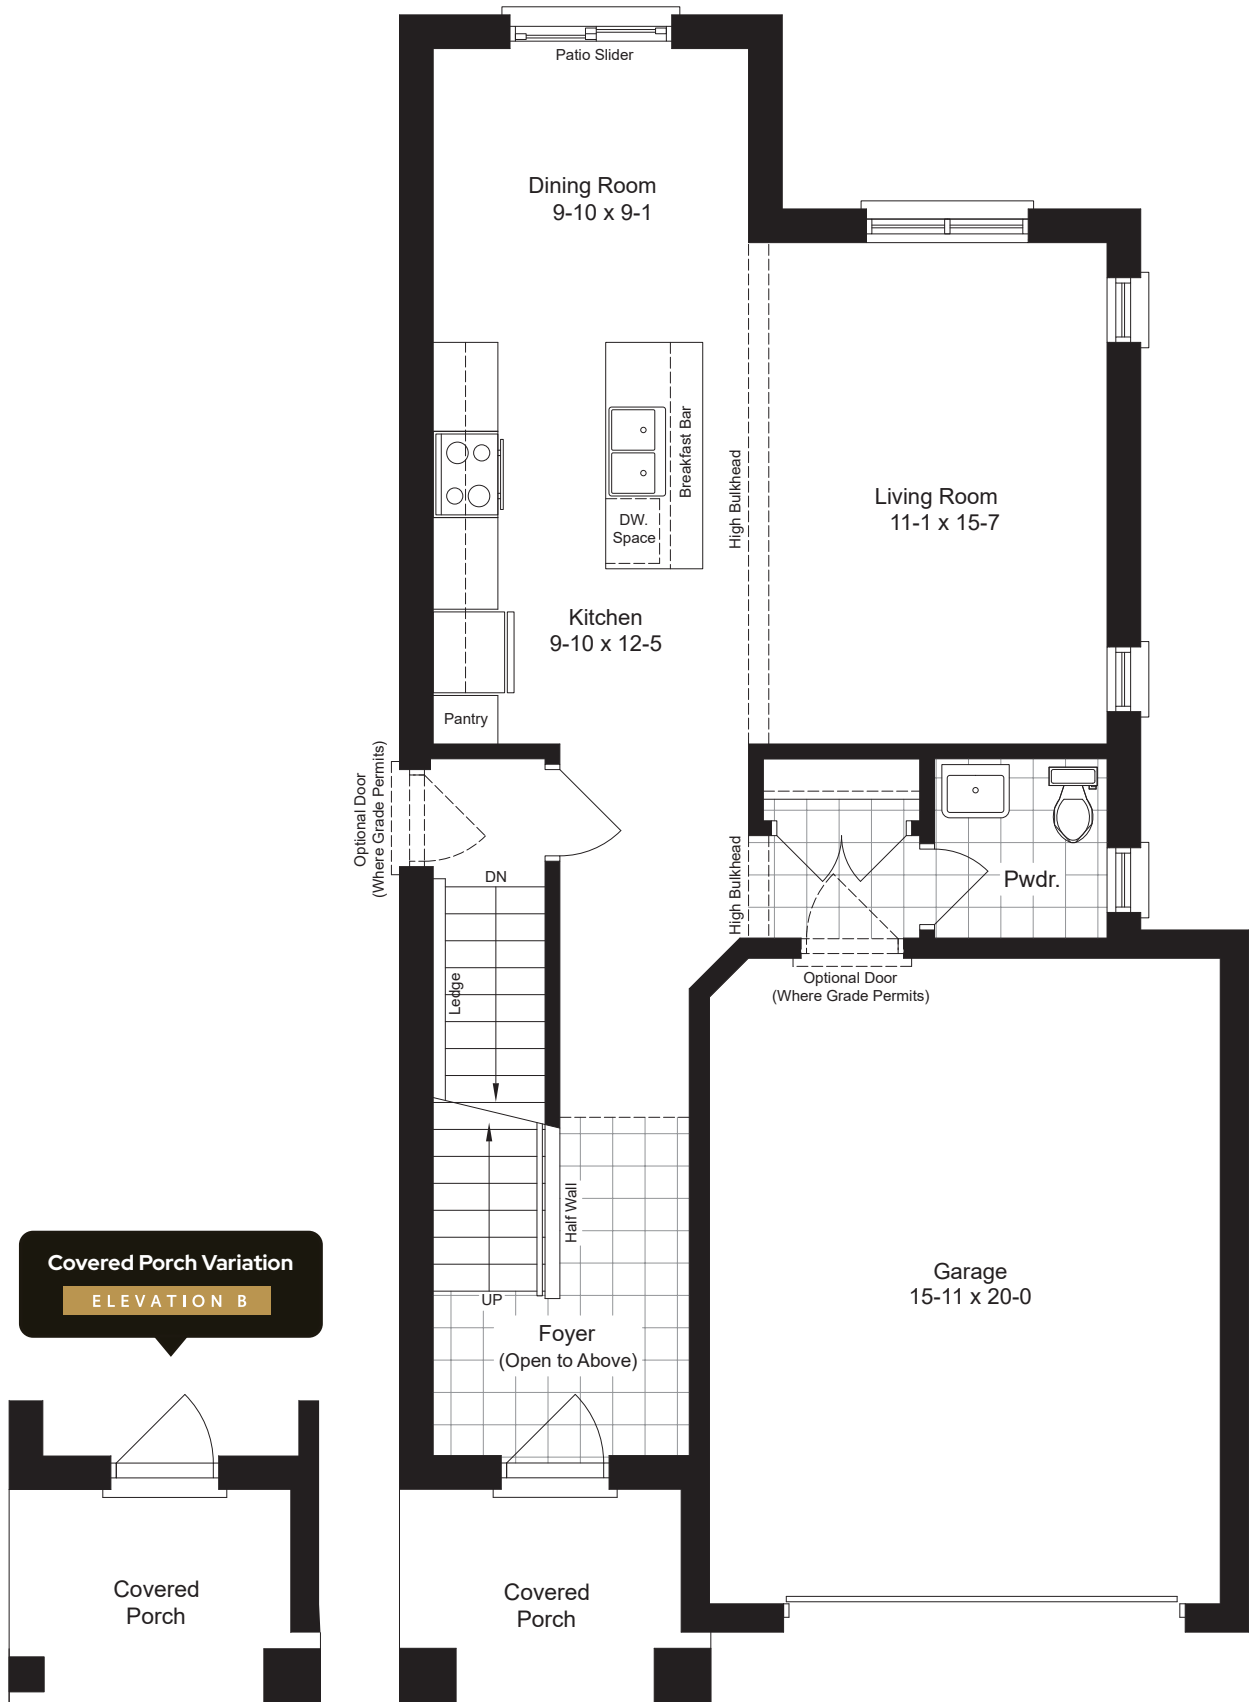 Patio Slider
Dining Room
9-10 x 9-1
Breakfast Bar
DW.
Space
High Bulkhead
Living Room
11-1 x 15-7
Kitchen
9-10 x 12-5
Pantry
Optional Door
(Where Grade Permits)
DN
Ledge
High Bulkhead
Pwdr.
Optional Door
(Where Grade Permits)
Half Wall
UP
Foyer
(Open to Above)
Garage
15-11 x 20-0
Covered Porch Variation
ELEVATION B
Covered
Porch
Covered
Porch